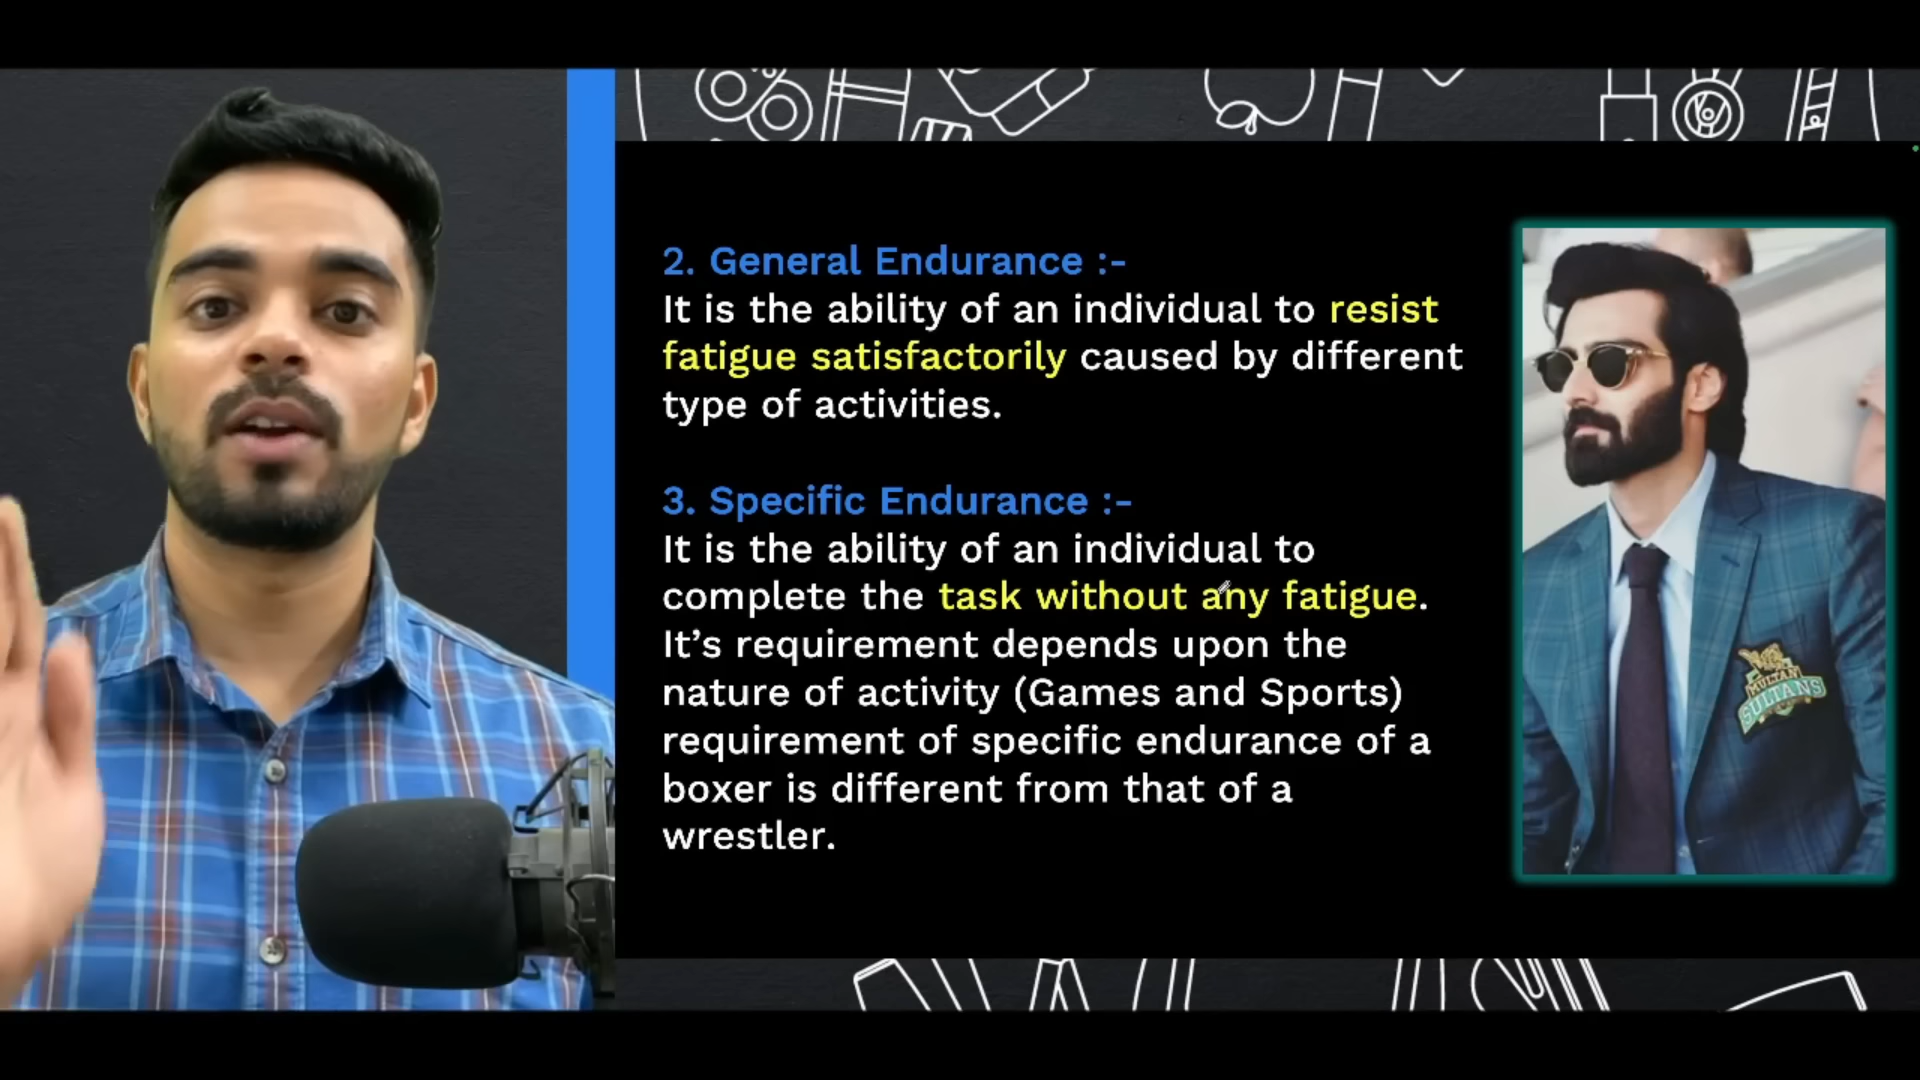 2. General Endurance :-
It is the ability of an individual to resist
fatigue satisfactorily caused by different
type of activities.
3. Specific Endurance :-
It is the ability of an individual to
complete the task without any fatigue.
It’s requirement depends upon the
nature of activity (Games and Sports)
requirement of specific endurance of a
boxer is different from that of a
wrestler.
MULTAN
SULTANS